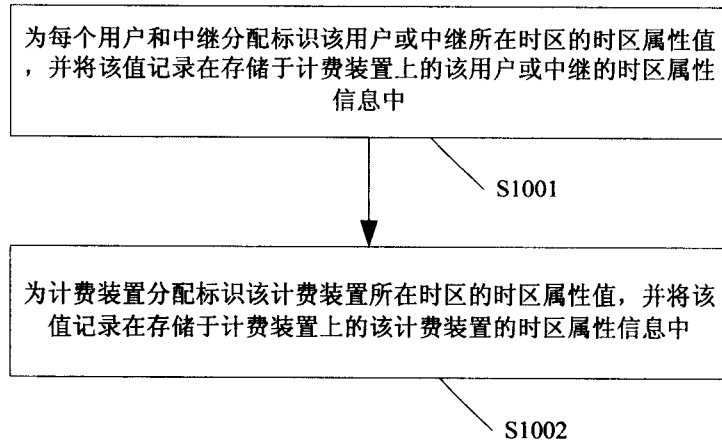 为每个用户和中继分配标识该用户或中继所在时区的时区属性值
，并将该值记录在存储于计费装置上的该用户或中继的时区属性
信息中
S1001
为计费装置分配标识该计费装置所在时区的时区属性值，并将该
值记录在存储于计费装置上的该计费装置的时区属性信息中
S1002